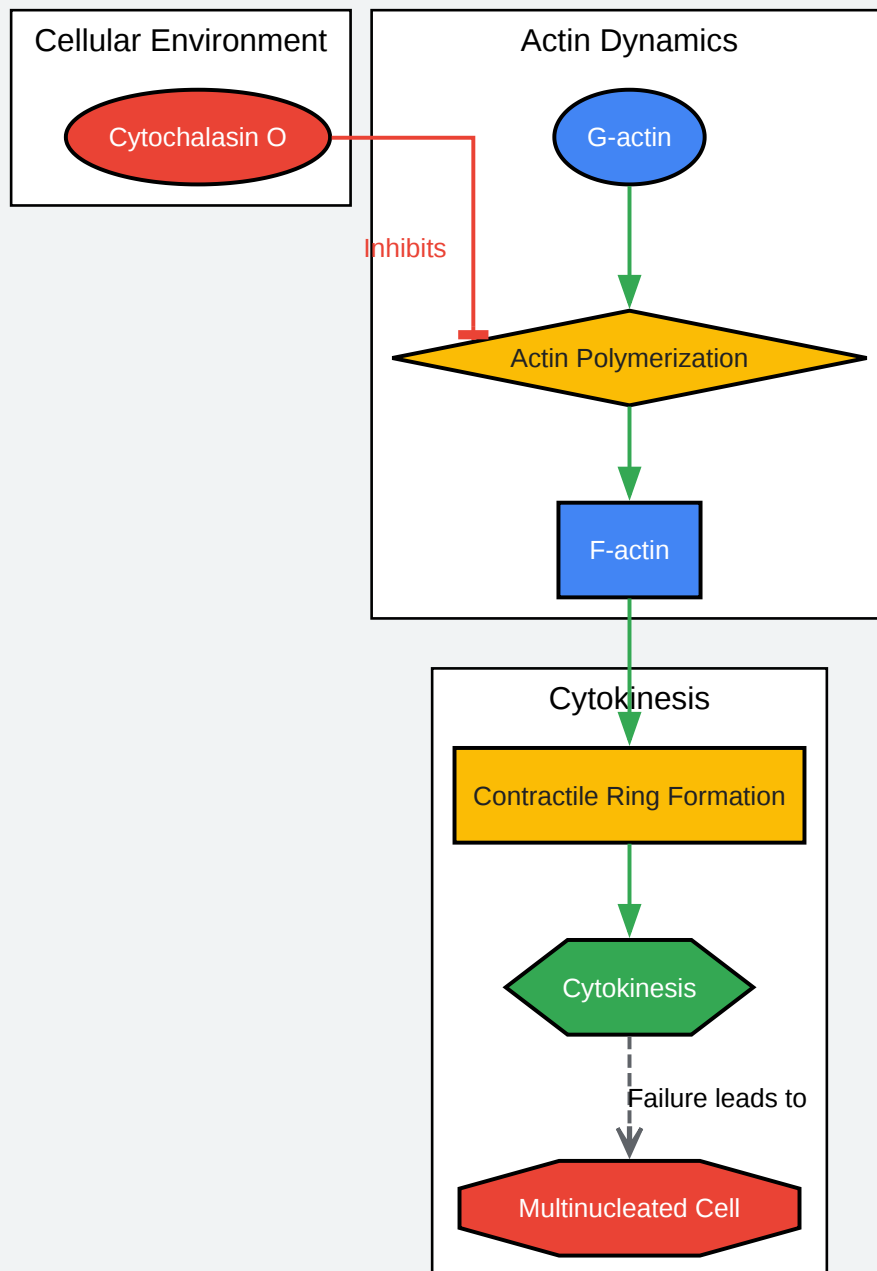 Cellular Environment
Actin Dynamics
Cytochalasin O
G-actin
Inhibits
Actin Polymerization
F-actin
Cytokinesis
Contractile Ring Formation
Cytokinesis
Failure leads to
Multinucleated Cell